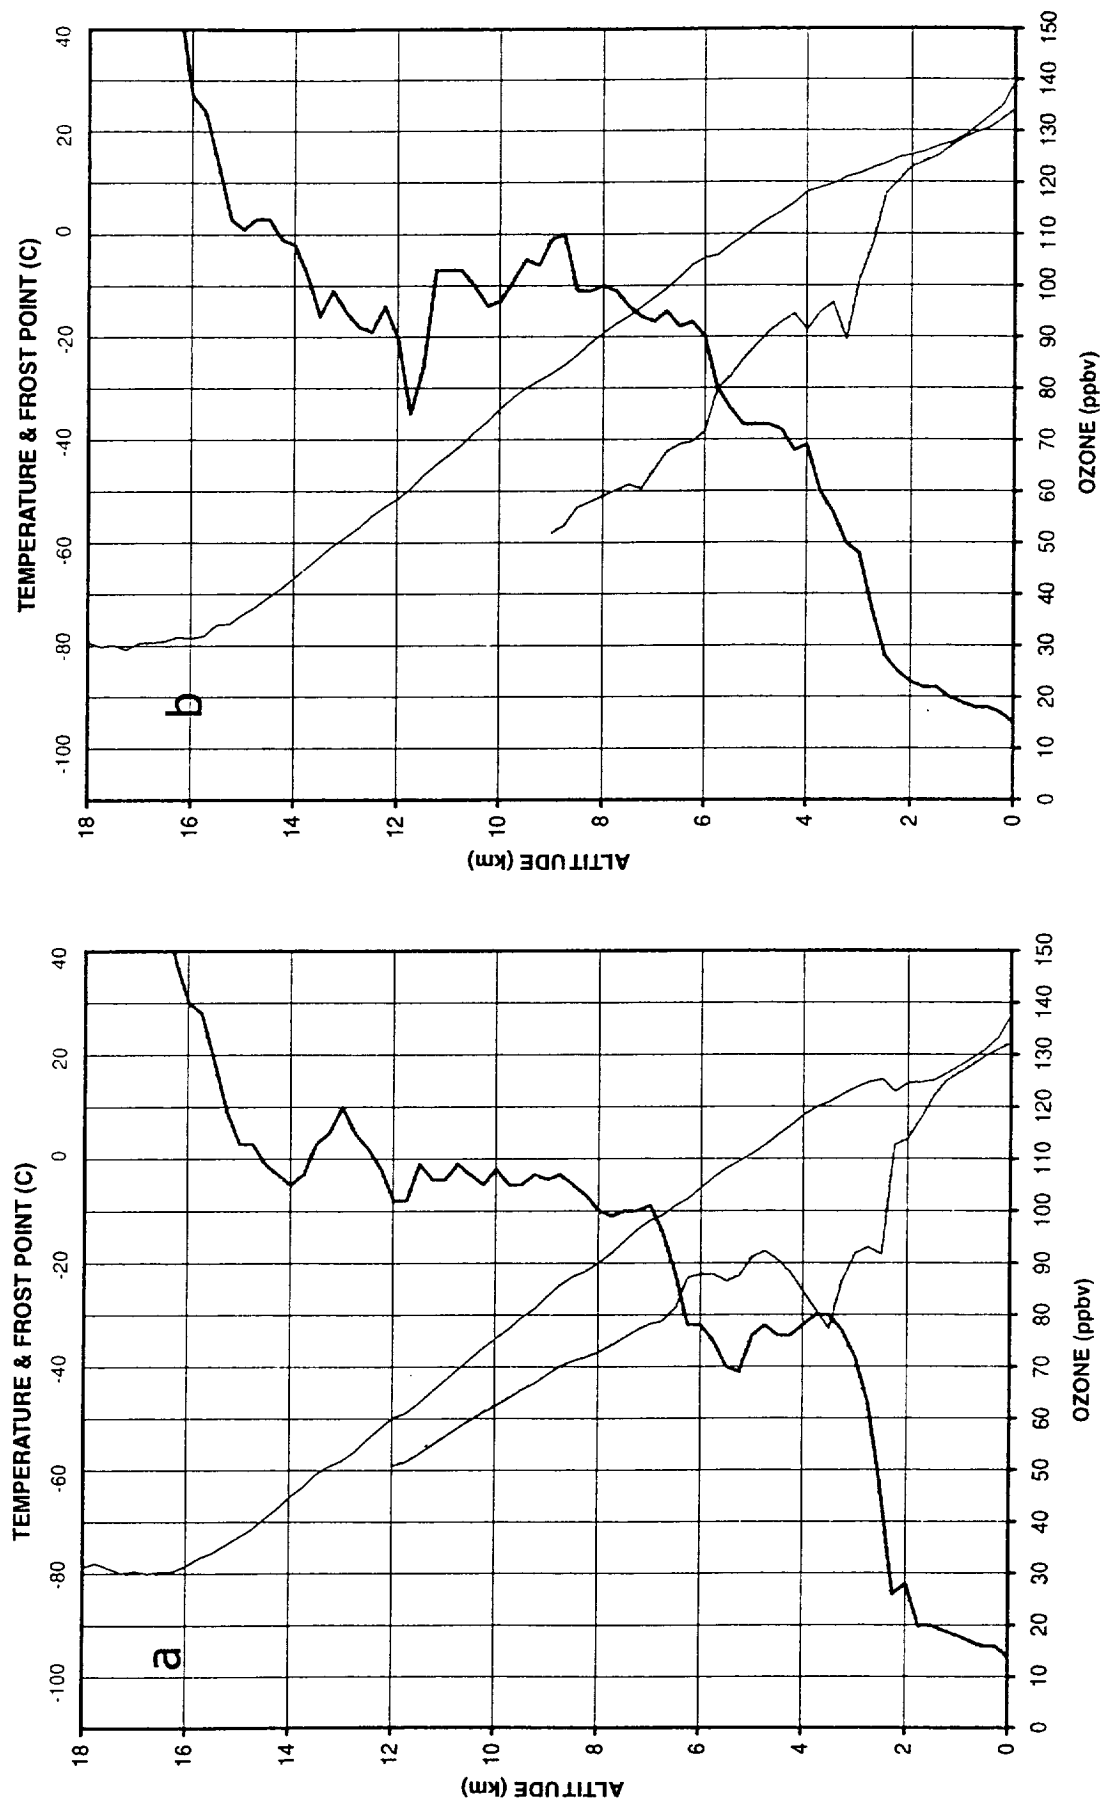 TEMPERATURE & FROST POINT (C)
-100 -80 -60 -40 -20 0 20 40
a
18
16
14
12
10
8
6
4
2
0
ALTITUDE (km)
0 10 20 30 40 50 60 70 80 90 100 110 120 130 140 150
OZONE (ppbv)
TEMPERATURE & FROST POINT (C)
-100 -80 -60 -40 -20 0 20 40
b
18
16
14
12
10
8
6
4
2
0
ALTITUDE (km)
0 10 20 30 40 50 60 70 80 90 100 110 120 130 140 150
OZONE (ppbv)